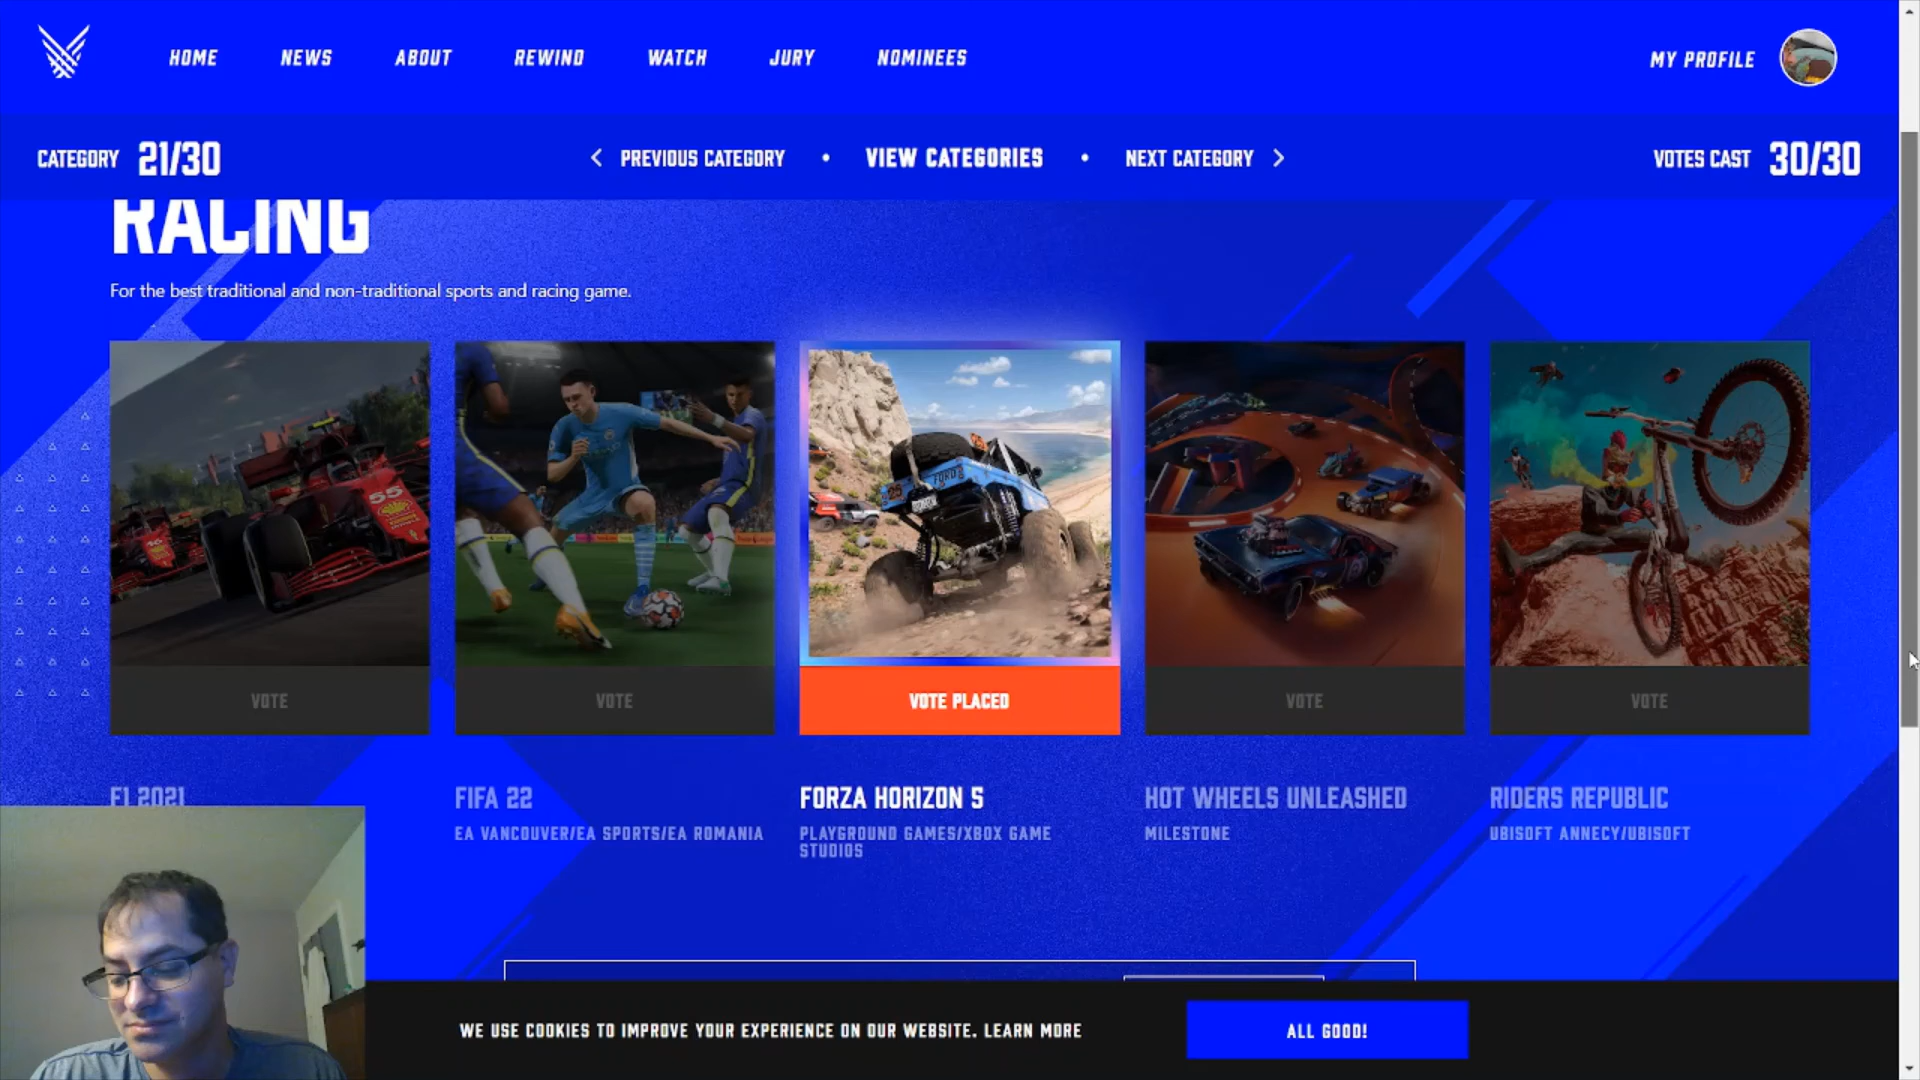 HOME NEWS ABOUT REWIND WATCH JURY NOMINEES MY PROFILE
CATEGORY 21/30 PREVIOUS CATEGORY • VIEW CATEGORIES • NEXT CATEGORY VOTES CAST 30/30
RACING
For the best traditional and non-traditional sports and racing game.
55
FORD
25
VOTE VOTE VOTE PLACED VOTE VOTE
F1 2021 FIFA 22 FORZA HORIZON 5 HOT WHEELS UNLEASHED RIDERS REPUBLIC
EA VANCOUVER/EA SPORTS/EA ROMANIA PLAYGROUND GAMES/XBOX GAME MILESTONE UBISOFT ANNECY/UBISOFT
STUDIOS
WE USE COOKIES TO IMPROVE YOUR EXPERIENCE ON OUR WEBSITE. LEARN MORE ALL GOOD!